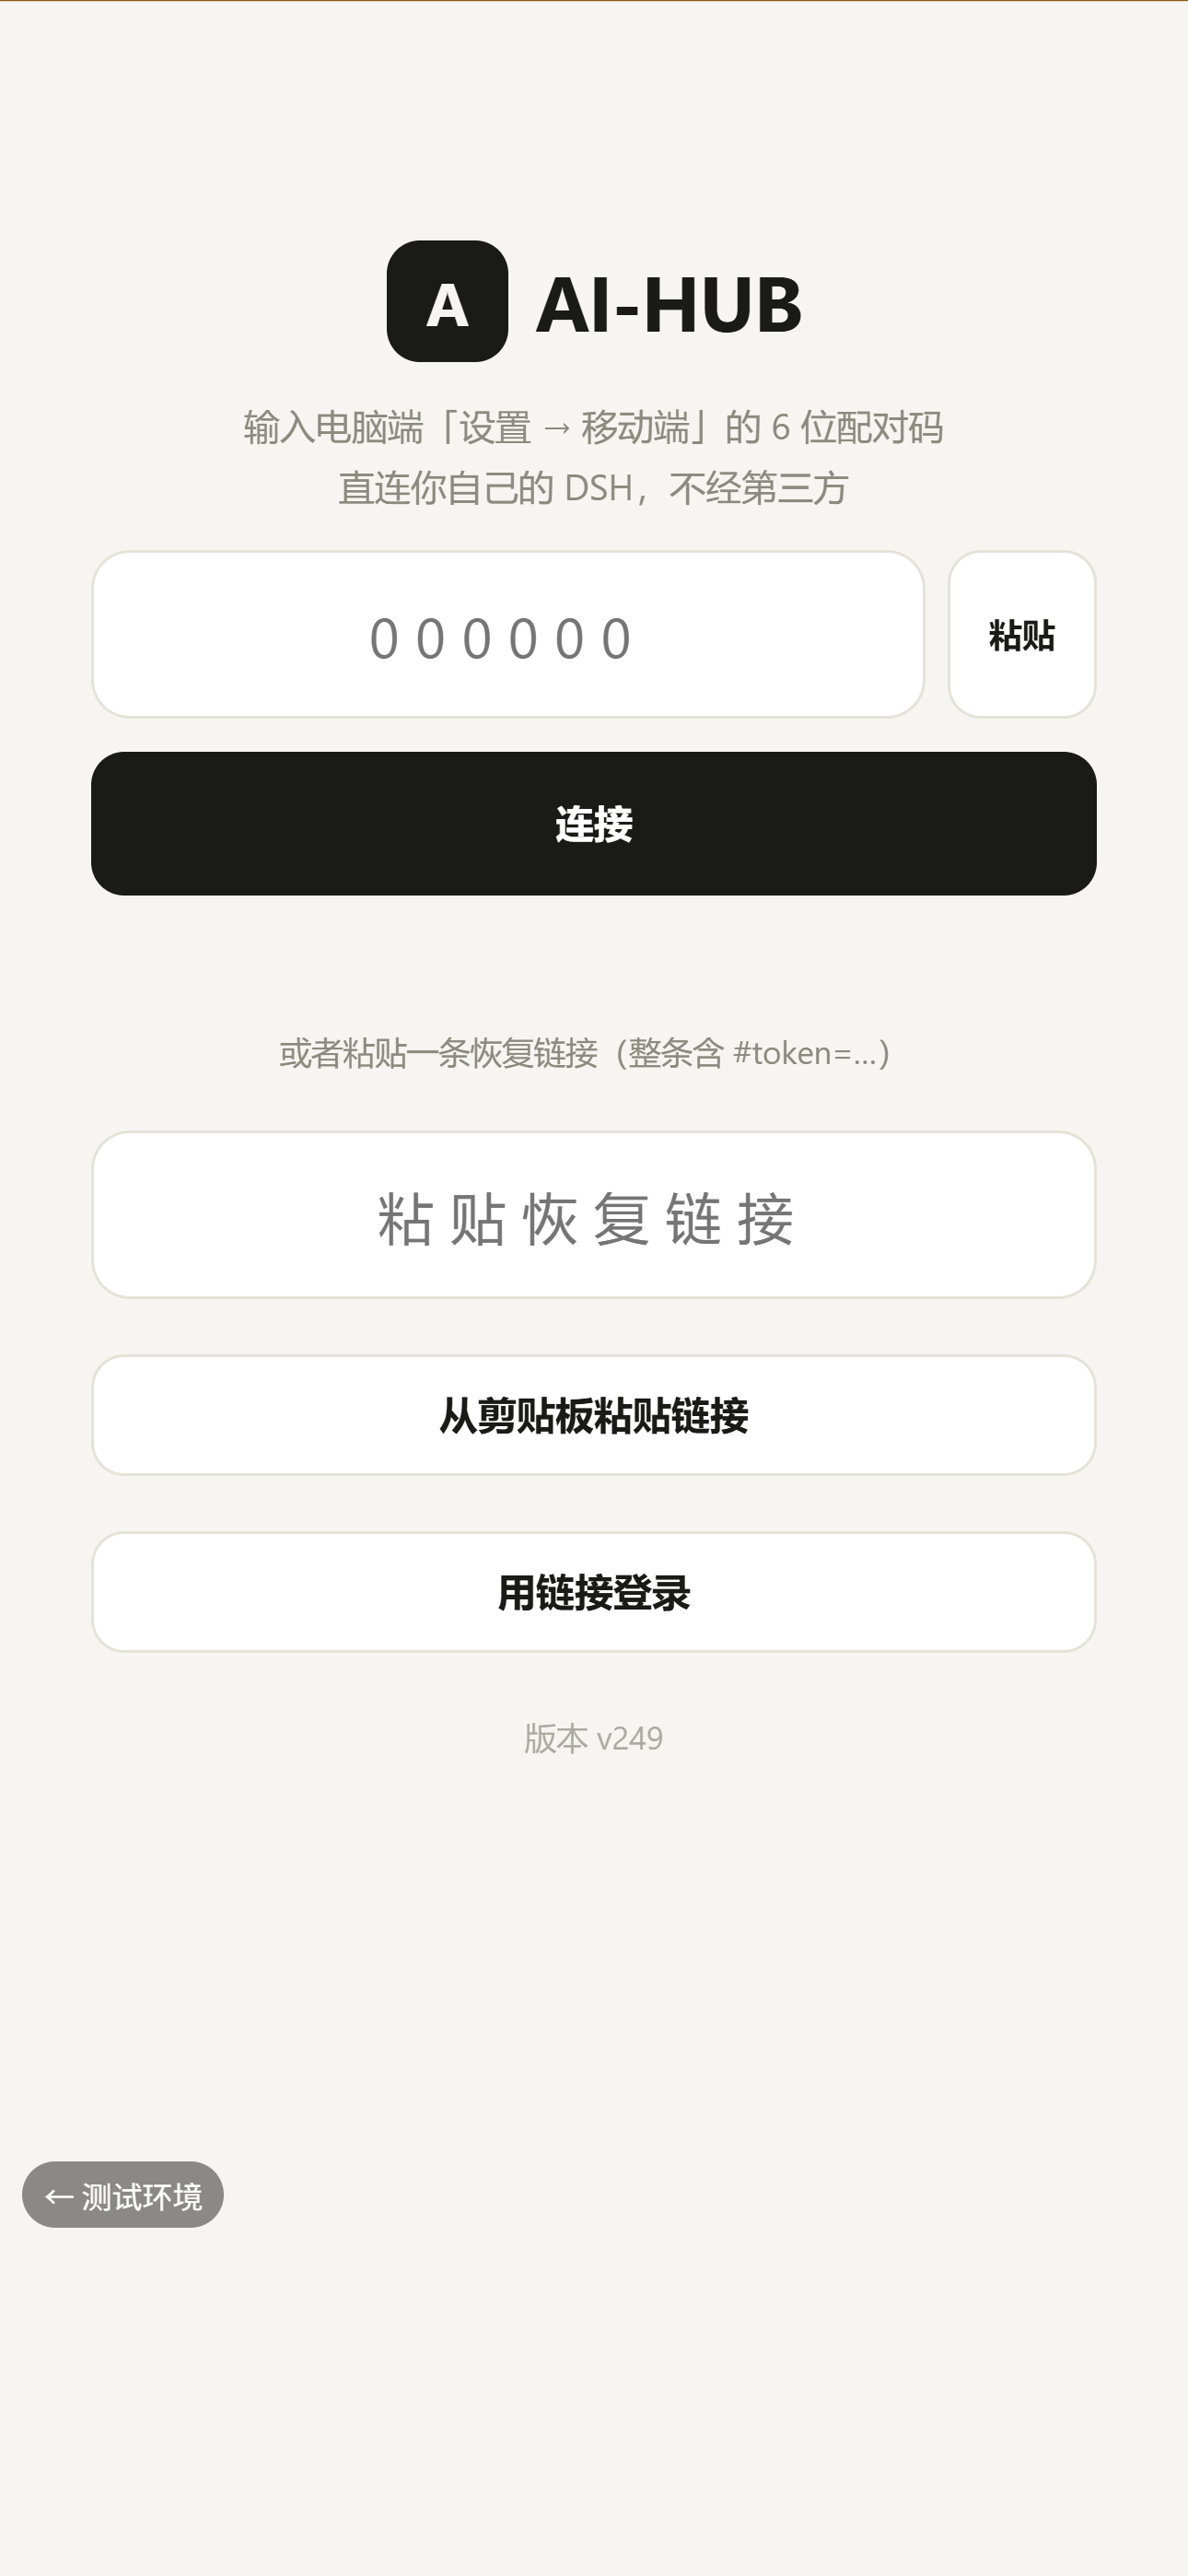 A AI-HUB
输入电脑端「设置 → 移动端」的 6 位配对码
直连你自己的 DSH，不经第三方
000000 粘贴
连接
或者粘贴一条恢复链接（整条含 #token=…）
粘贴恢复链接
从剪贴板粘贴链接
用链接登录
版本 v249
← 测试环境